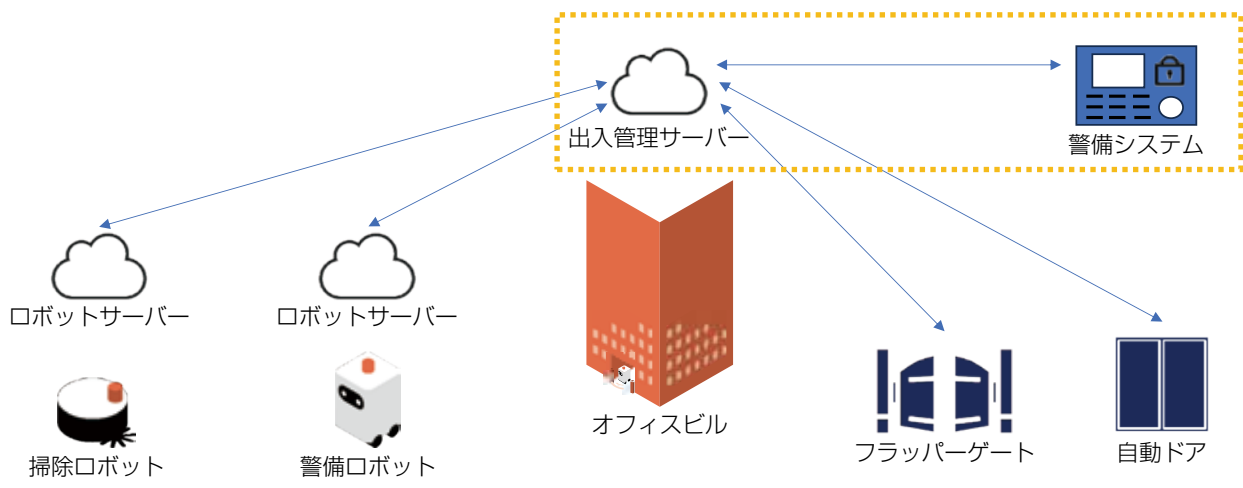 出入管理サーバー
警備システム
ロボットサーバー
ロボットサーバー
オフィスビル
フラッパーゲート
自動ドア
掃除ロボット
警備ロボット